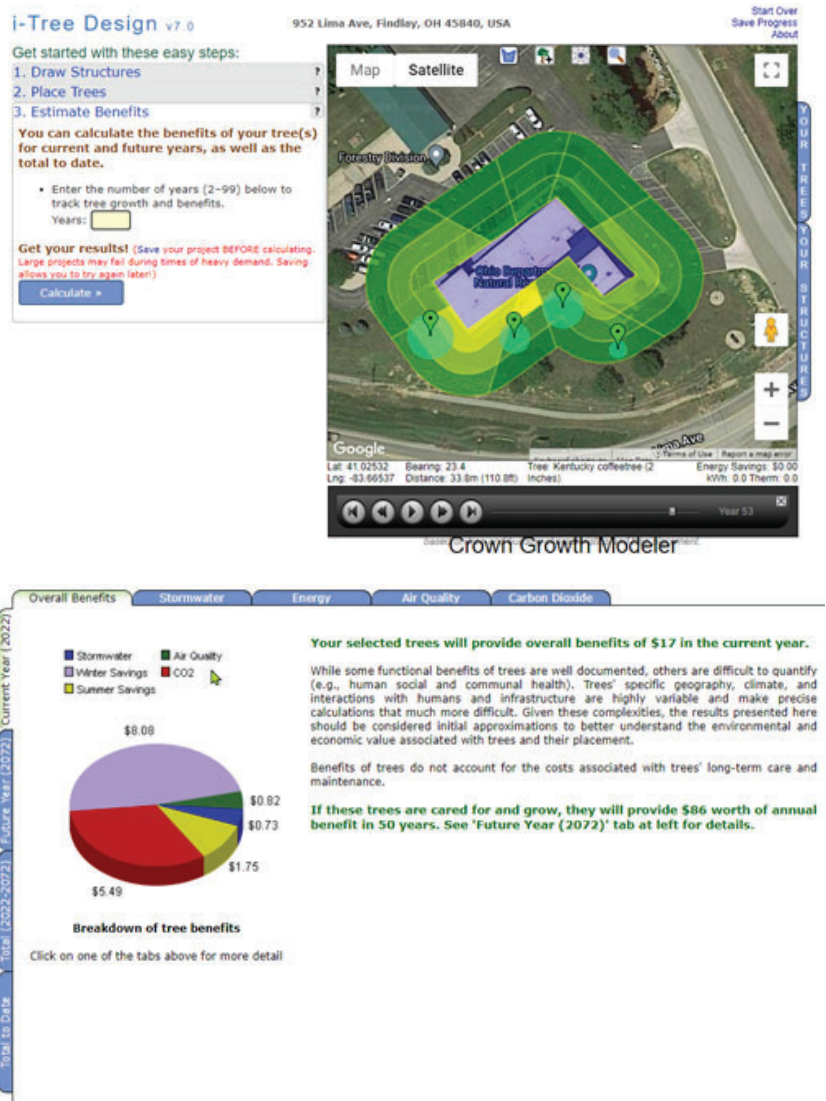 i-Tree Design v7.0
952 Lima Ave, Findlay, OH 45840, USA
Start Over
Save Progress
About
Get started with these easy steps:
1. Draw Structures ?
2. Place Trees ?
3. Estimate Benefits ?
You can calculate the benefits of your tree(s)
for current and future years, as well as the
total to date.
• Enter the number of years (2-99) below to
track tree growth and benefits.
Years:
Get your results! (Save your project BEFORE calculating.
Large projects may fail during times of heavy demand. Saving
allows you to try again later!)
Calculate »
Map Satellite
Forestry Division
Ohio Department
Natural
YOUR TREES
YOUR STRUCTURES
Google
Lima Ave
Terms of Use Report a map error
Lat: 41.02532 Bearing: 23.4 Tree: Kentucky coffeetree (2 Energy Savings: $0.00
Lng: -83.66537 Distance: 33.8m (110.8ft) Inches) kWh: 0.0 Therm: 0.0
Year 53
Crown Growth Modeler
Overall Benefits Stormwater Energy Air Quality Carbon Dioxide
Current Year (2022)
Future Year (2072)
Total (2022-2072)
Total to Date
Stormwater Air Quality
Winter Savings CO2
Summer Savings
$8.08
$0.82
$0.73
$1.75
$5.49
Breakdown of tree benefits
Click on one of the tabs above for more detail
Your selected trees will provide overall benefits of $17 in the current year.
While some functional benefits of trees are well documented, others are difficult to quantify
(e.g., human social and communal health). Trees' specific geography, climate, and
interactions with humans and infrastructure are highly variable and make precise
calculations that much more difficult. Given these complexities, the results presented here
should be considered initial approximations to better understand the environmental and
economic value associated with trees and their placement.
Benefits of trees do not account for the costs associated with trees' long-term care and
maintenance.
If these trees are cared for and grow, they will provide $86 worth of annual
benefit in 50 years. See 'Future Year (2072)' tab at left for details.